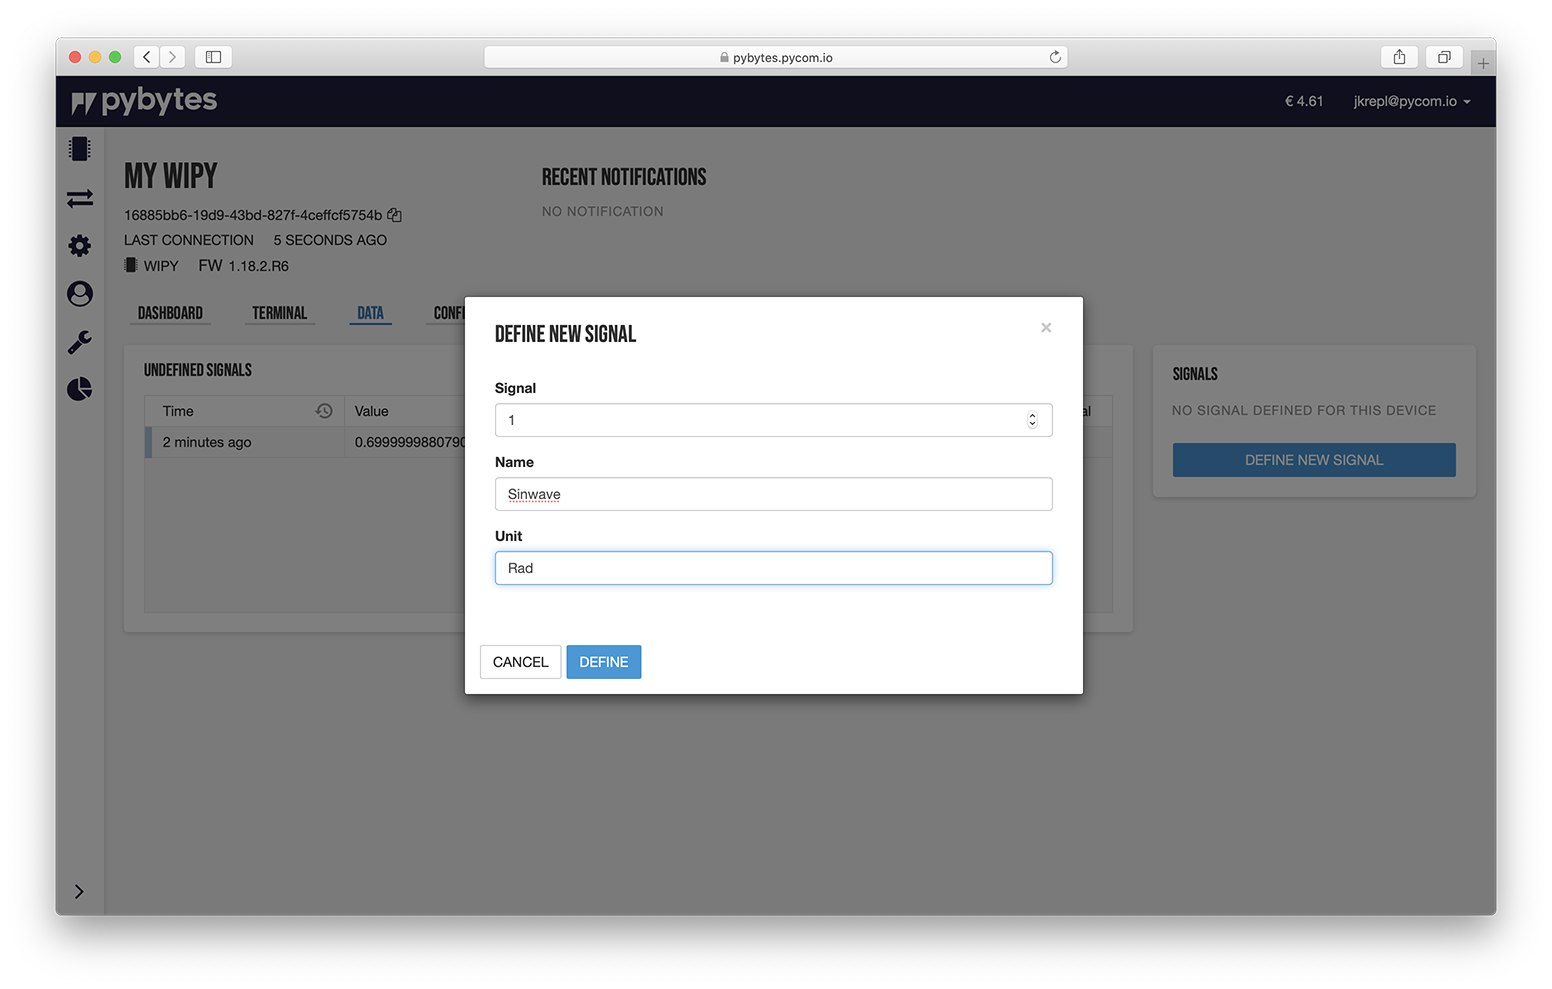 pybytes.pycom.io
pybytes
€ 4.61
jkrepl@pycom.io
MY WIPY
16885bb6-19d9-43bd-827f-4ceffcf5754b
LAST CONNECTION 5 SECONDS AGO
WIPY FW 1.18.2.R6
RECENT NOTIFICATIONS
NO NOTIFICATION
DASHBOARD TERMINAL DATA CONFI
UNDEFINED SIGNALS
Time Value al
2 minutes ago 0.6999999880790
DEFINE NEW SIGNAL
×
Signal
1
Name
Sinwave
Unit
Rad
CANCEL DEFINE
SIGNALS
NO SIGNAL DEFINED FOR THIS DEVICE
DEFINE NEW SIGNAL